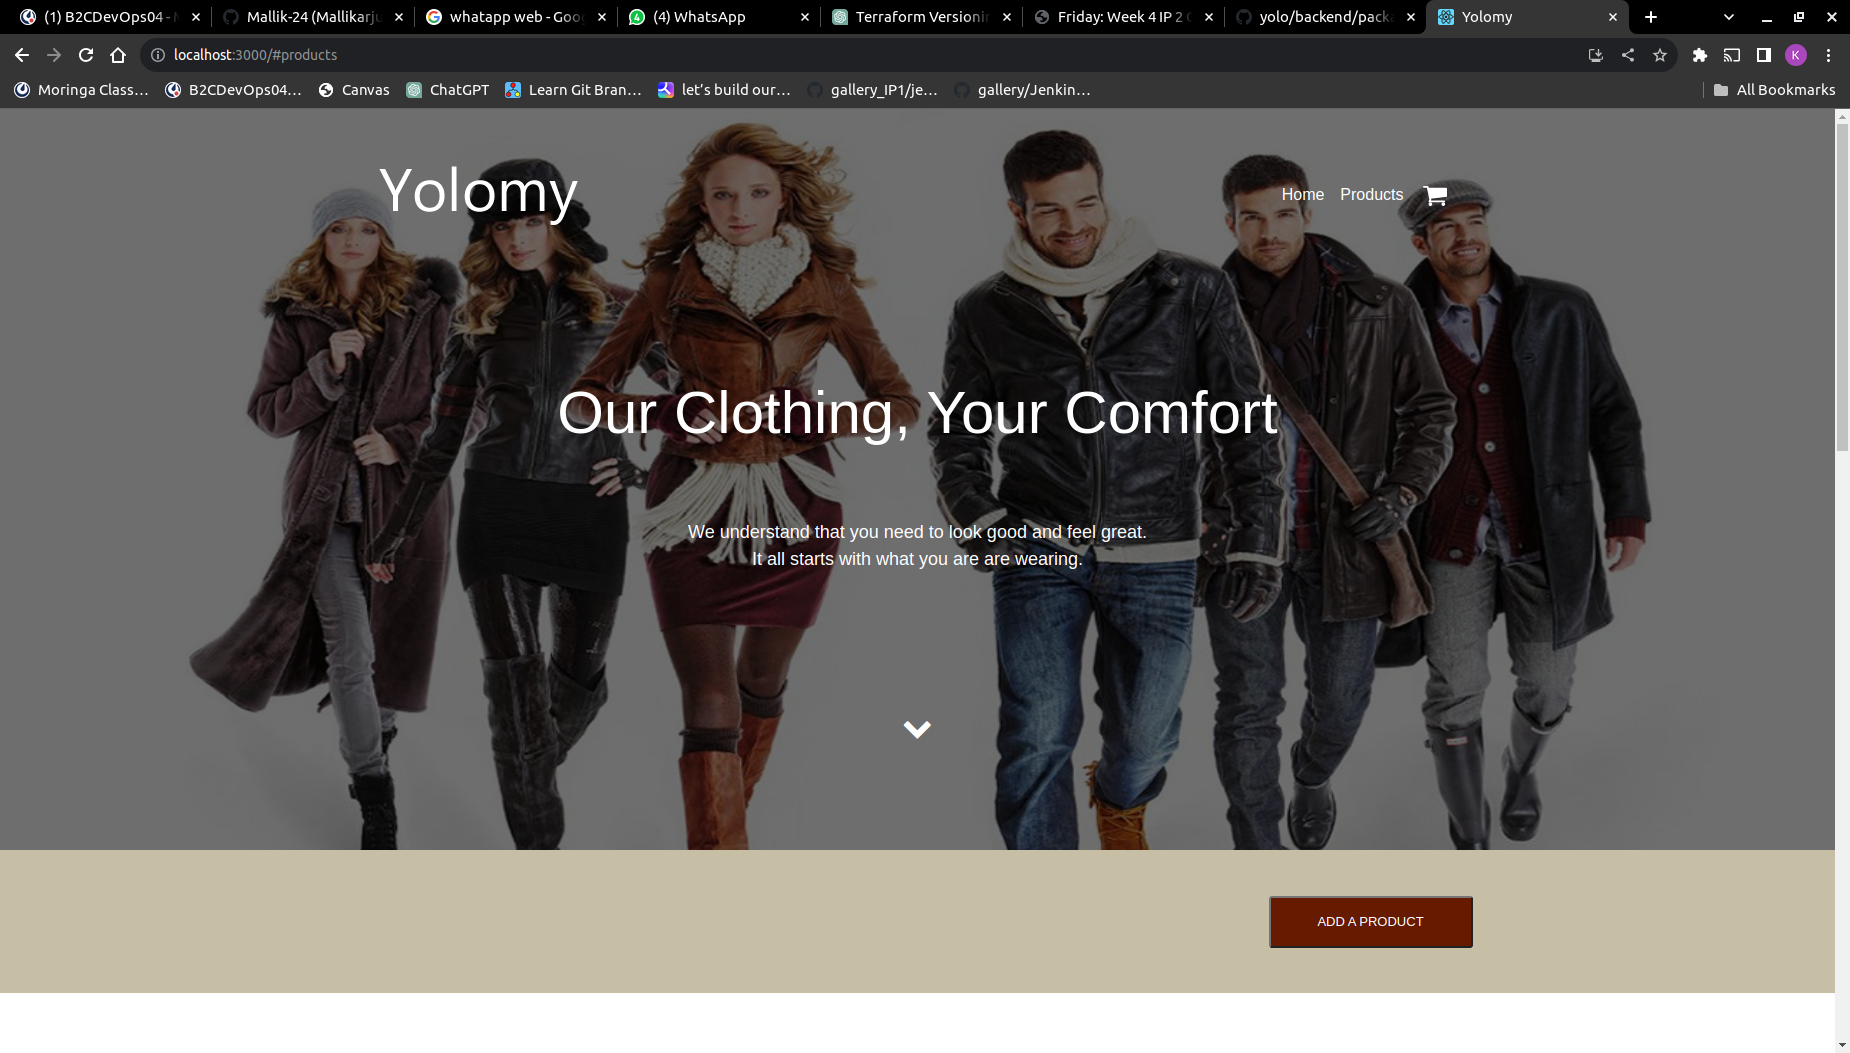 (1) B2CDevOps04 -
Mallik-24 (Mallikarju
whatapp web - Goo
(4) WhatsApp
Terraform Versionin
Friday: Week 4 IP 2
yolo/backend/packa
Yolomy
localhost:3000/#products
K
Moringa Class…
B2CDevOps04…
Canvas
ChatGPT
Learn Git Bran…
let's build our…
gallery_IP1/je…
gallery/Jenkin…
All Bookmarks
Yolomy
Home Products
Our Clothing, Your Comfort
We understand that you need to look good and feel great.
It all starts with what you are are wearing.
ADD A PRODUCT